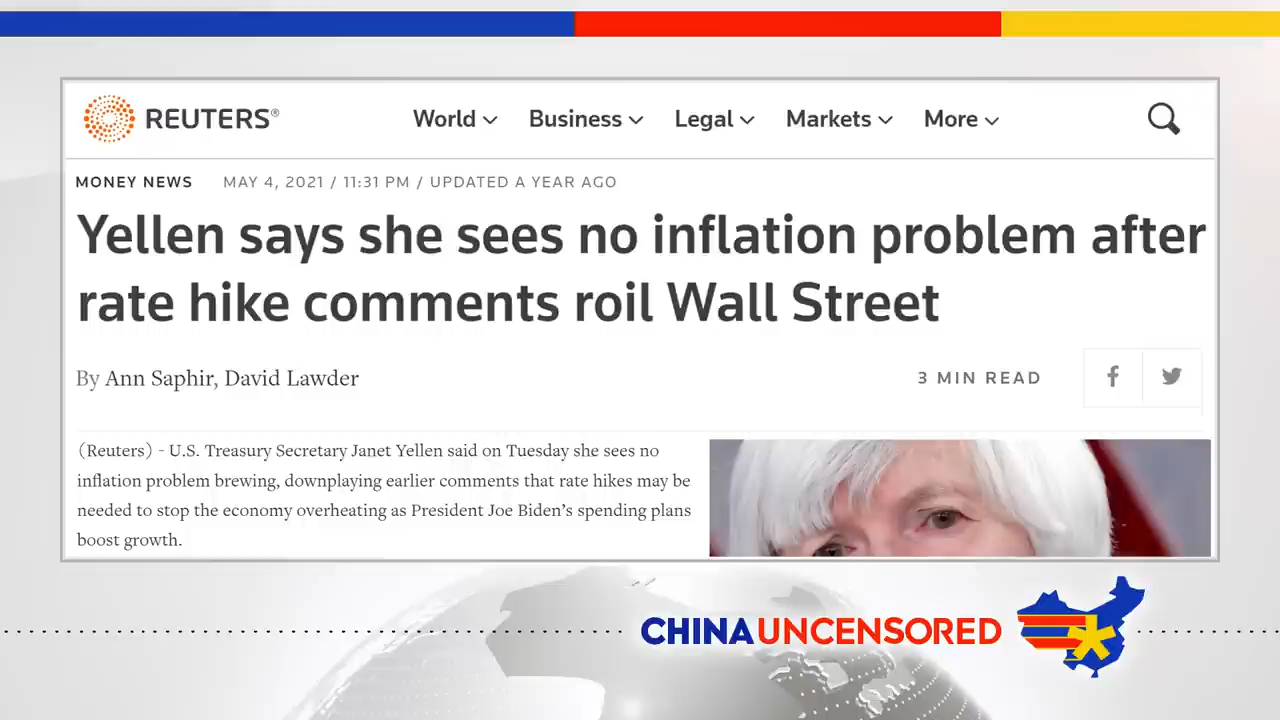 REUTERS®
World Business Legal Markets More
MONEY NEWS MAY 4, 2021 / 11:31 PM / UPDATED A YEAR AGO
Yellen says she sees no inflation problem after
rate hike comments roil Wall Street
By Ann Saphir, David Lawder
3 MIN READ
(Reuters) - U.S. Treasury Secretary Janet Yellen said on Tuesday she sees no
inflation problem brewing, downplaying earlier comments that rate hikes may be
needed to stop the economy overheating as President Joe Biden’s spending plans
boost growth.
CHINA UNCENSORED